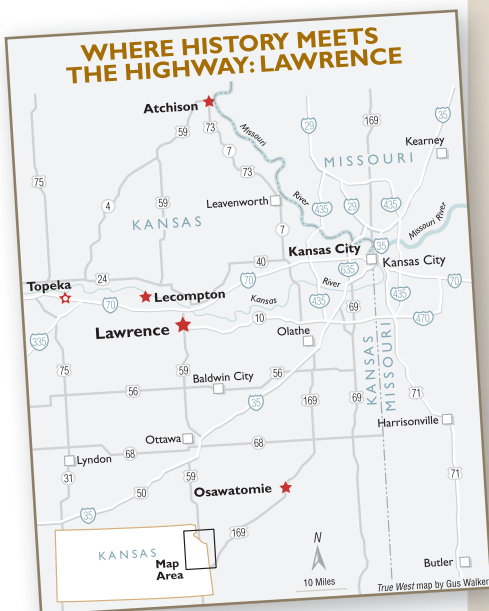 WHERE HISTORY MEETS
THE HIGHWAY: LAWRENCE
Atchison
59
73
Missouri
29
169
35
Kearney
7
MISSOURI
73
75
4
59
Leavenworth
River
435
29
435
KANSAS
7
Missouri River
Kansas City
35
Kansas City
40
635
Topeka
24
70
70
Lecompton
River
70
Kansas
435
69
435
Lawrence
10
470
335
Olathe
KANSAS
MISSOURI
75
59
Baldwin City
56
56
35
169
69
71
Harrisonville
Ottawa
68
Lyndon
68
31
59
71
50
Osawatomie
35
169
KANSAS
Map
Area
N
10 Miles
Butler
True West map by Gus Walker